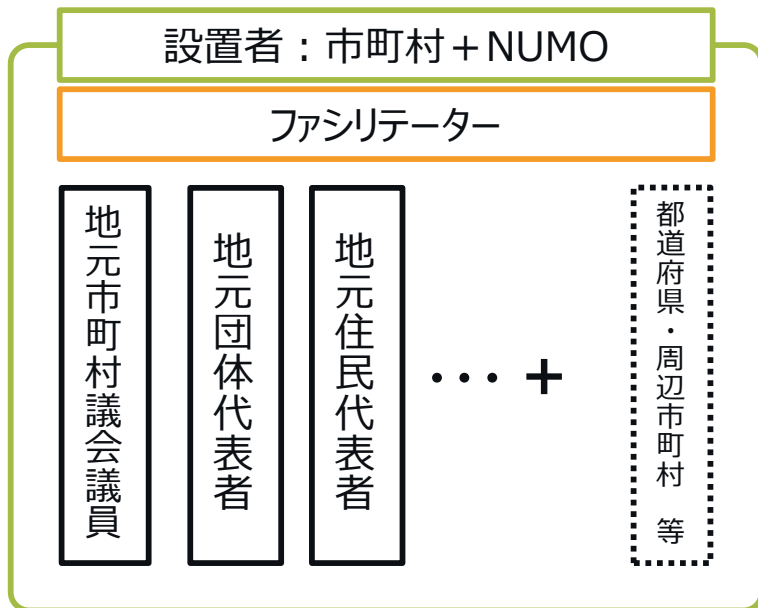 設置者：市町村＋NUMO
ファシリテーター
地元市町村議会議員
地元団体代表者
地元住民代表者
・・・＋
都道府県・周辺市町村　等